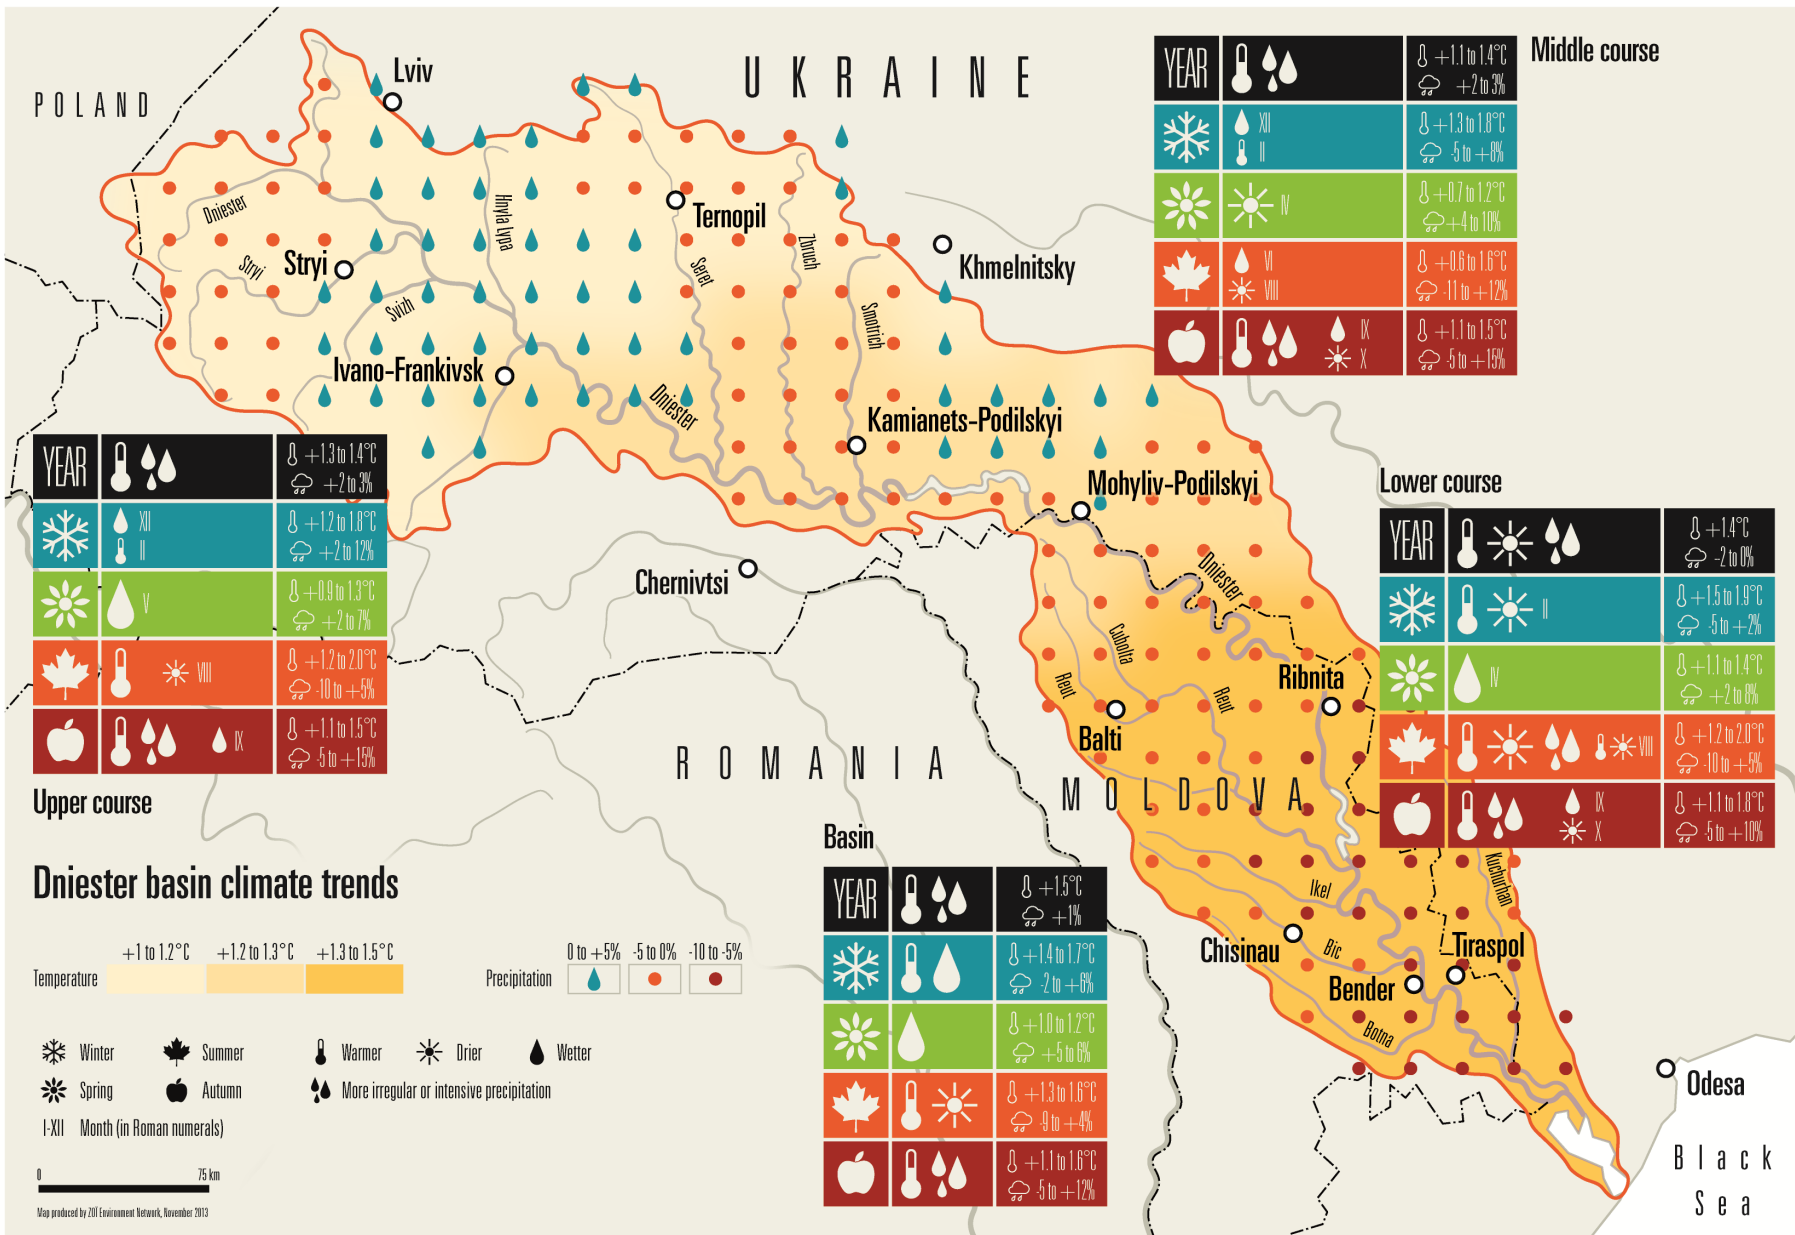 POLAND
UKRAINE
Lviv
Ternopil
Stryi
Khmelnitsky
Ivano-Frankivsk
Kamianets-Podilskyi
Mohyliv-Podilskyi
Chernivtsi
Ribnita
Balti
ROMANIA
MOLDOVA
Chisinau
Tiraspol
Bender
Odesa
Black
Sea
Dniester
Stryi
Svizh
Hnyla Lypa
Seret
Zbruch
Smotrich
Dniester
Dniester
Cubolta
Reut
Reut
Ikel
Bic
Botna
Kuchurhan
Middle course
YEAR
+1.1 to 1.4°C
+2 to 3%
XII
II
+1.3 to 1.8°C
-5 to +8%
IV
+0.7 to 1.2°C
+4 to 10%
VI
VIII
+0.6 to 1.6°C
-11 to +12%
IX
X
+1.1 to 1.5°C
-5 to +15%
YEAR
+1.3 to 1.4°C
+2 to 3%
XII
II
+1.2 to 1.8°C
+2 to 12%
V
+0.9 to 1.3°C
+2 to 7%
VIII
+1.2 to 2.0°C
-10 to +5%
IX
+1.1 to 1.5°C
-5 to +15%
Upper course
Lower course
YEAR
+1.4°C
-2 to 0%
II
+1.5 to 1.9°C
-5 to +2%
IV
+1.1 to 1.4°C
+2 to 8%
VIII
+1.2 to 2.0°C
-10 to +5%
IX
X
+1.1 to 1.8°C
-5 to +10%
Basin
YEAR
+1.5°C
+1%
+1.4 to 1.7°C
-2 to +6%
+1.0 to 1.2°C
+5 to 6%
+1.3 to 1.6°C
-9 to +4%
+1.1 to 1.6°C
-5 to +12%
Dniester basin climate trends
+1 to 1.2°C +1.2 to 1.3°C +1.3 to 1.5°C
Temperature
0 to +5% -5 to 0% -10 to -5%
Precipitation
Winter Summer Warmer Drier Wetter
Spring Autumn More irregular or intensive precipitation
I-XII Month (in Roman numerals)
0 75 km
Map produced by ZOÏ Environment Network, November 2013